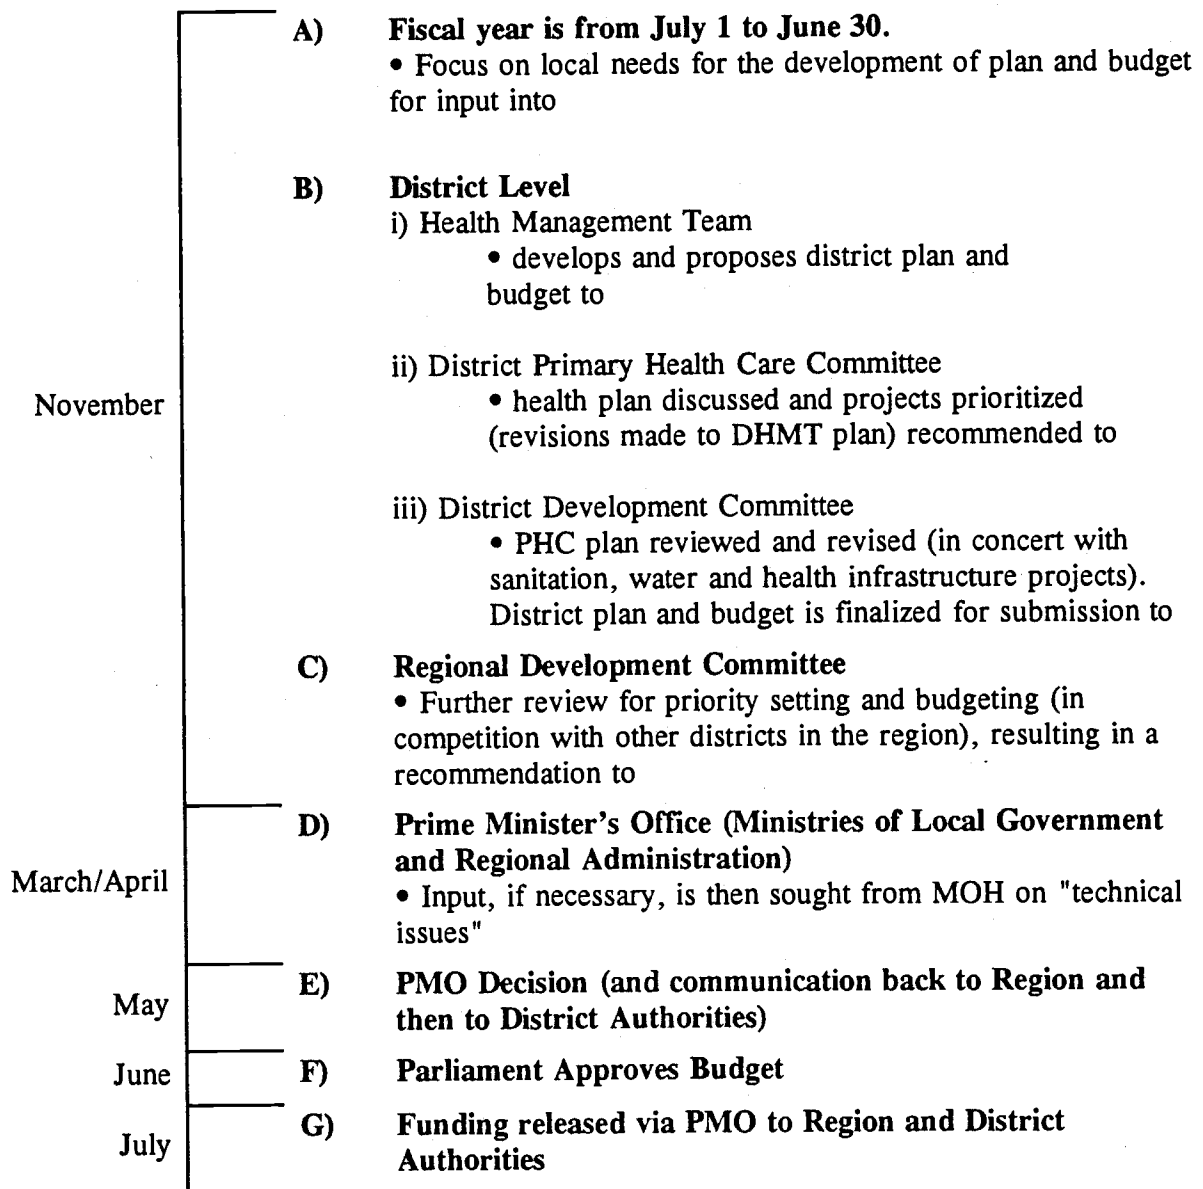 A) Fiscal year is from July 1 to June 30.
• Focus on local needs for the development of plan and budget
for input into
B) District Level
i) Health Management Team
• develops and proposes district plan and
budget to
ii) District Primary Health Care Committee
November
• health plan discussed and projects prioritized
(revisions made to DHMT plan) recommended to
iii) District Development Committee
• PHC plan reviewed and revised (in concert with
sanitation, water and health infrastructure projects).
District plan and budget is finalized for submission to
C) Regional Development Committee
• Further review for priority setting and budgeting (in
competition with other districts in the region), resulting in a
recommendation to
D) Prime Minister's Office (Ministries of Local Government
and Regional Administration)
March/April
• Input, if necessary, is then sought from MOH on "technical
issues"
E) PMO Decision (and communication back to Region and
May
then to District Authorities)
June
F) Parliament Approves Budget
G) Funding released via PMO to Region and District
July
Authorities